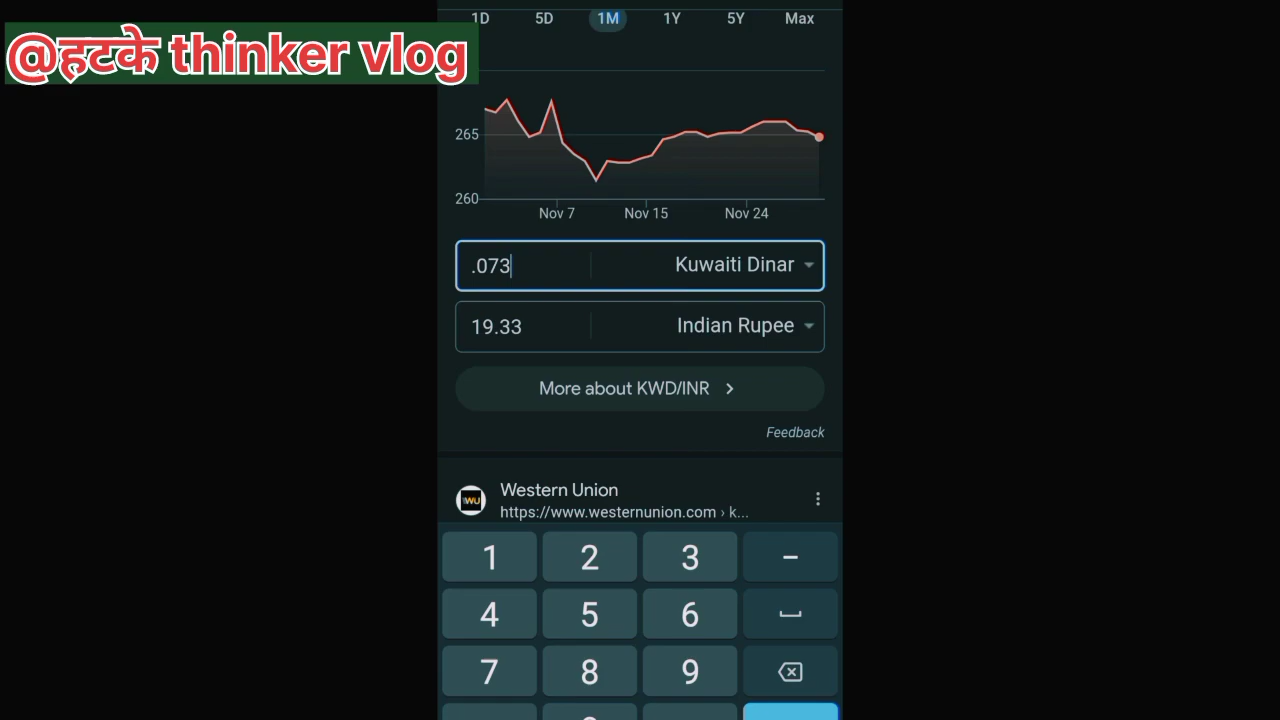 1D 5D 1M 1Y 5Y Max
@हटके thinker vlog
265
260
Nov 7 Nov 15 Nov 24
.073 Kuwaiti Dinar
19.33 Indian Rupee
More about KWD/INR
Feedback
Western Union
WU
https://www.westernunion.com › k...
1 2 3 –
4 5 6
7 8 9